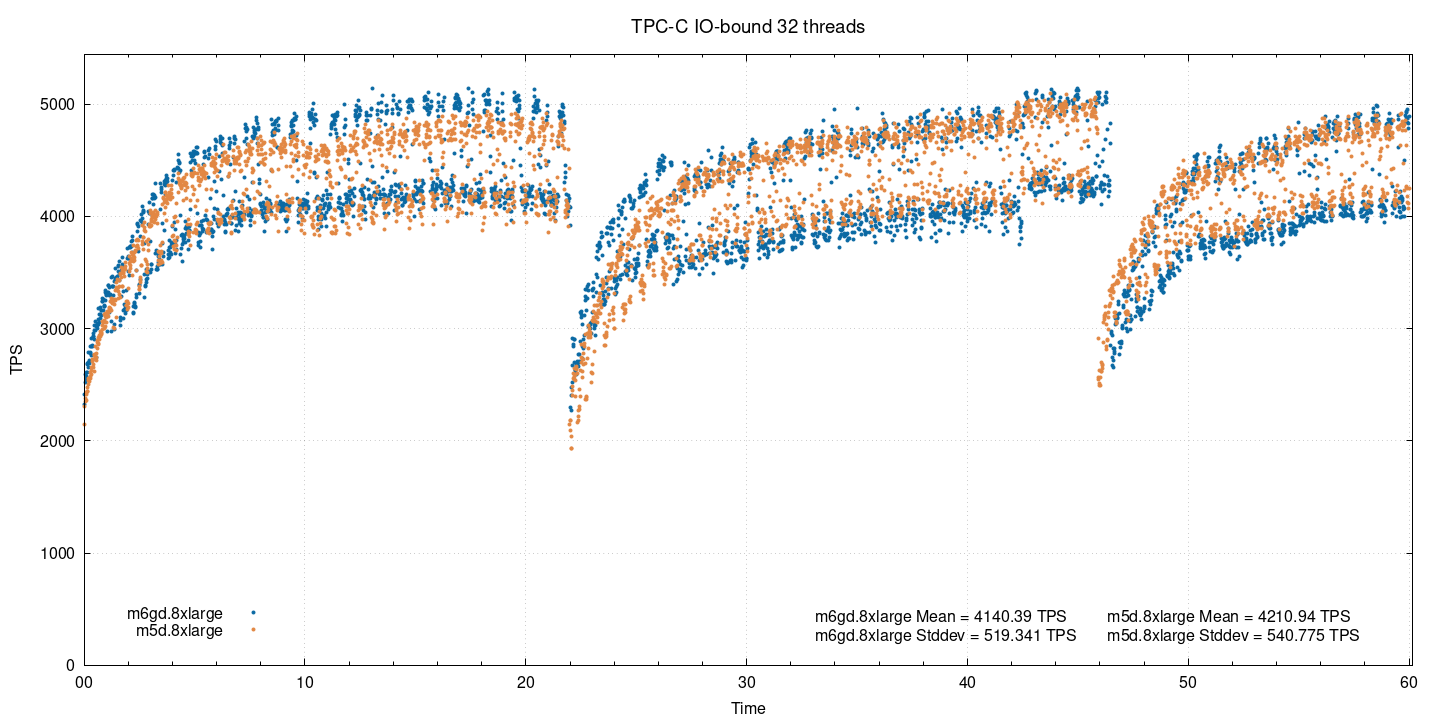 TPC-C IO-bound 32 threads
5000
4000
3000
TPS
2000
1000
m6gd.8xlarge
m5d.8xlarge
m6gd.8xlarge Mean = 4140.39 TPS m5d.8xlarge Mean = 4210.94 TPS
m6gd.8xlarge Stddev = 519.341 TPS m5d.8xlarge Stddev = 540.775 TPS
0
00 10 20 30 40 50 60
Time